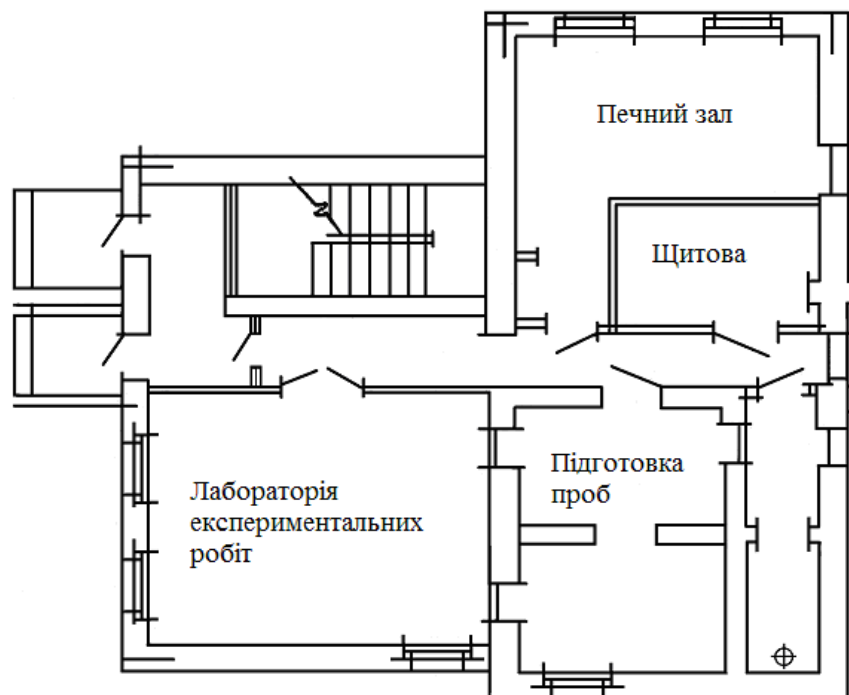 Печний зал
Щитова
Лабораторія
експериментальних
робіт
Підготовка
проб